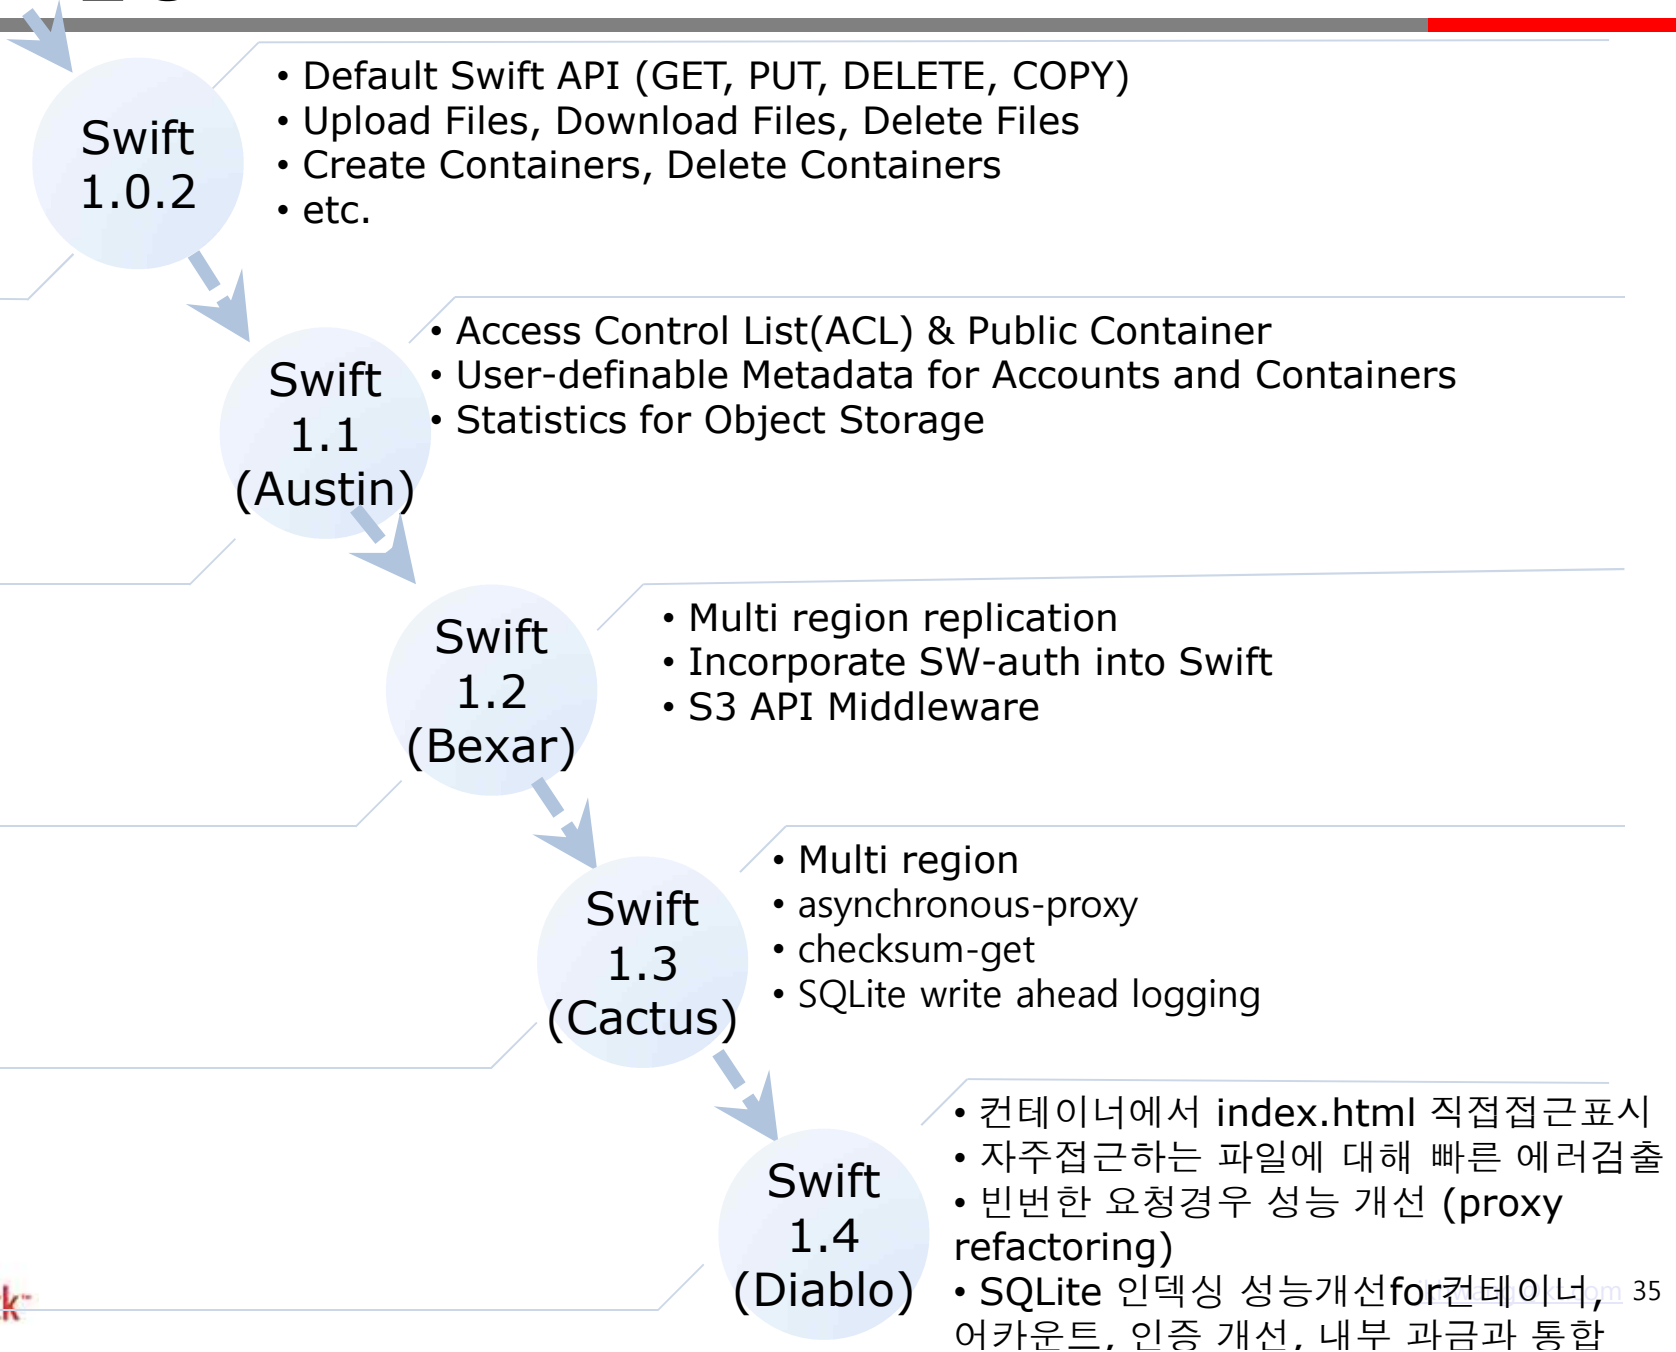 Swift
1.0.2
• Default Swift API (GET, PUT, DELETE, COPY)
• Upload Files, Download Files, Delete Files
• Create Containers, Delete Containers
• etc.
Swift
1.1
(Austin)
• Access Control List(ACL) & Public Container
• User-definable Metadata for Accounts and Containers
• Statistics for Object Storage
Swift
1.2
(Bexar)
• Multi region replication
• Incorporate SW-auth into Swift
• S3 API Middleware
Swift
1.3
(Cactus)
• Multi region
• asynchronous-proxy
• checksum-get
• SQLite write ahead logging
Swift
1.4
(Diablo)
• 컨테이너에서 index.html 직접접근표시
• 자주접근하는 파일에 대해 빠른 에러검출
• 빈번한 요청경우 성능 개선 (proxy
refactoring)
• SQLite 인덱싱 성능개선for컨테이너,
어카운트, 인증 개선, 내부 과금과 통합
35